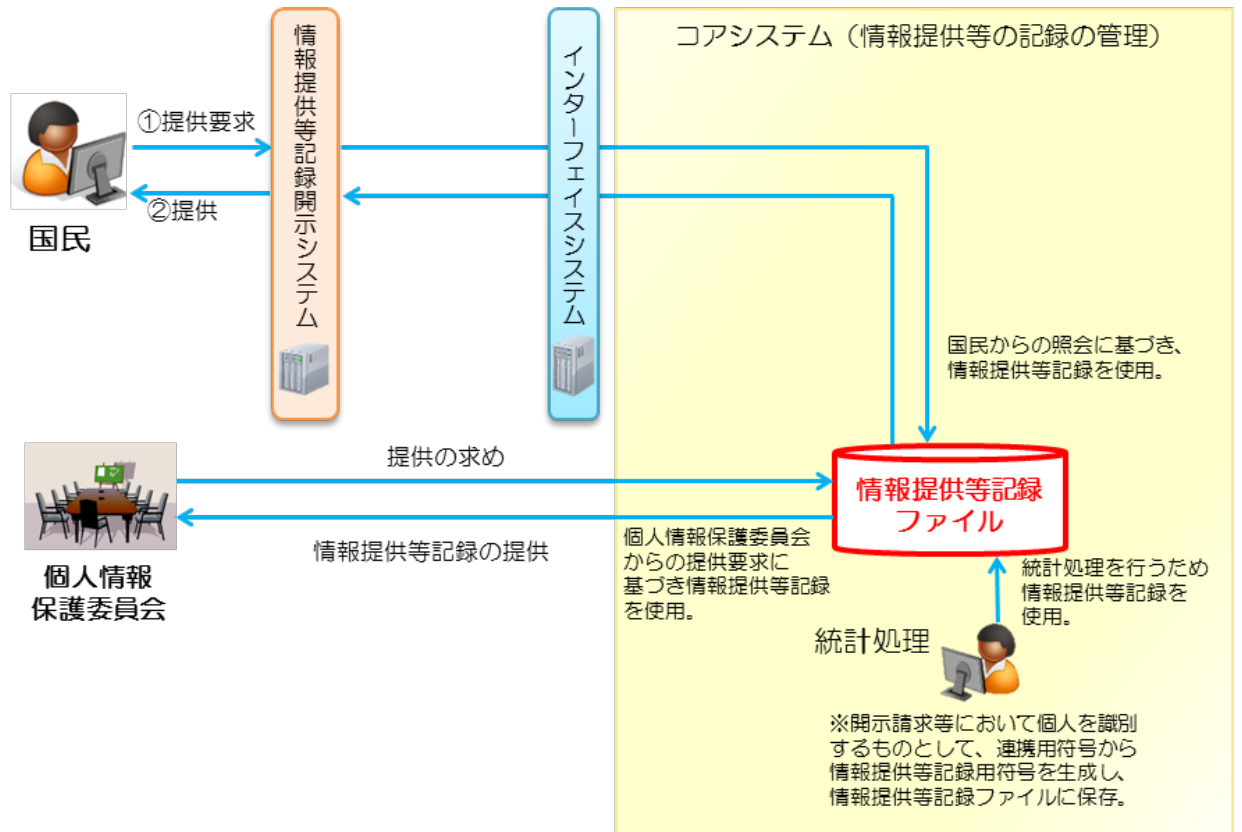 コアシステム（情報提供等の記録の管理）
情報提供等記録開示システム
インターフェイスシステム
①提供要求
②提供
国民
国民からの照会に基づき、
情報提供等記録を使用。
提供の求め
情報提供等記録の提供
個人情報
保護委員会
情報提供等記録
ファイル
個人情報保護委員会
からの提供要求に
基づき情報提供等記録
を使用。
統計処理を行うため
情報提供等記録を
使用。
統計処理
※開示請求等において個人を識別
するものとして、連携用符号から
情報提供等記録用符号を生成し、
情報提供等記録ファイルに保存。